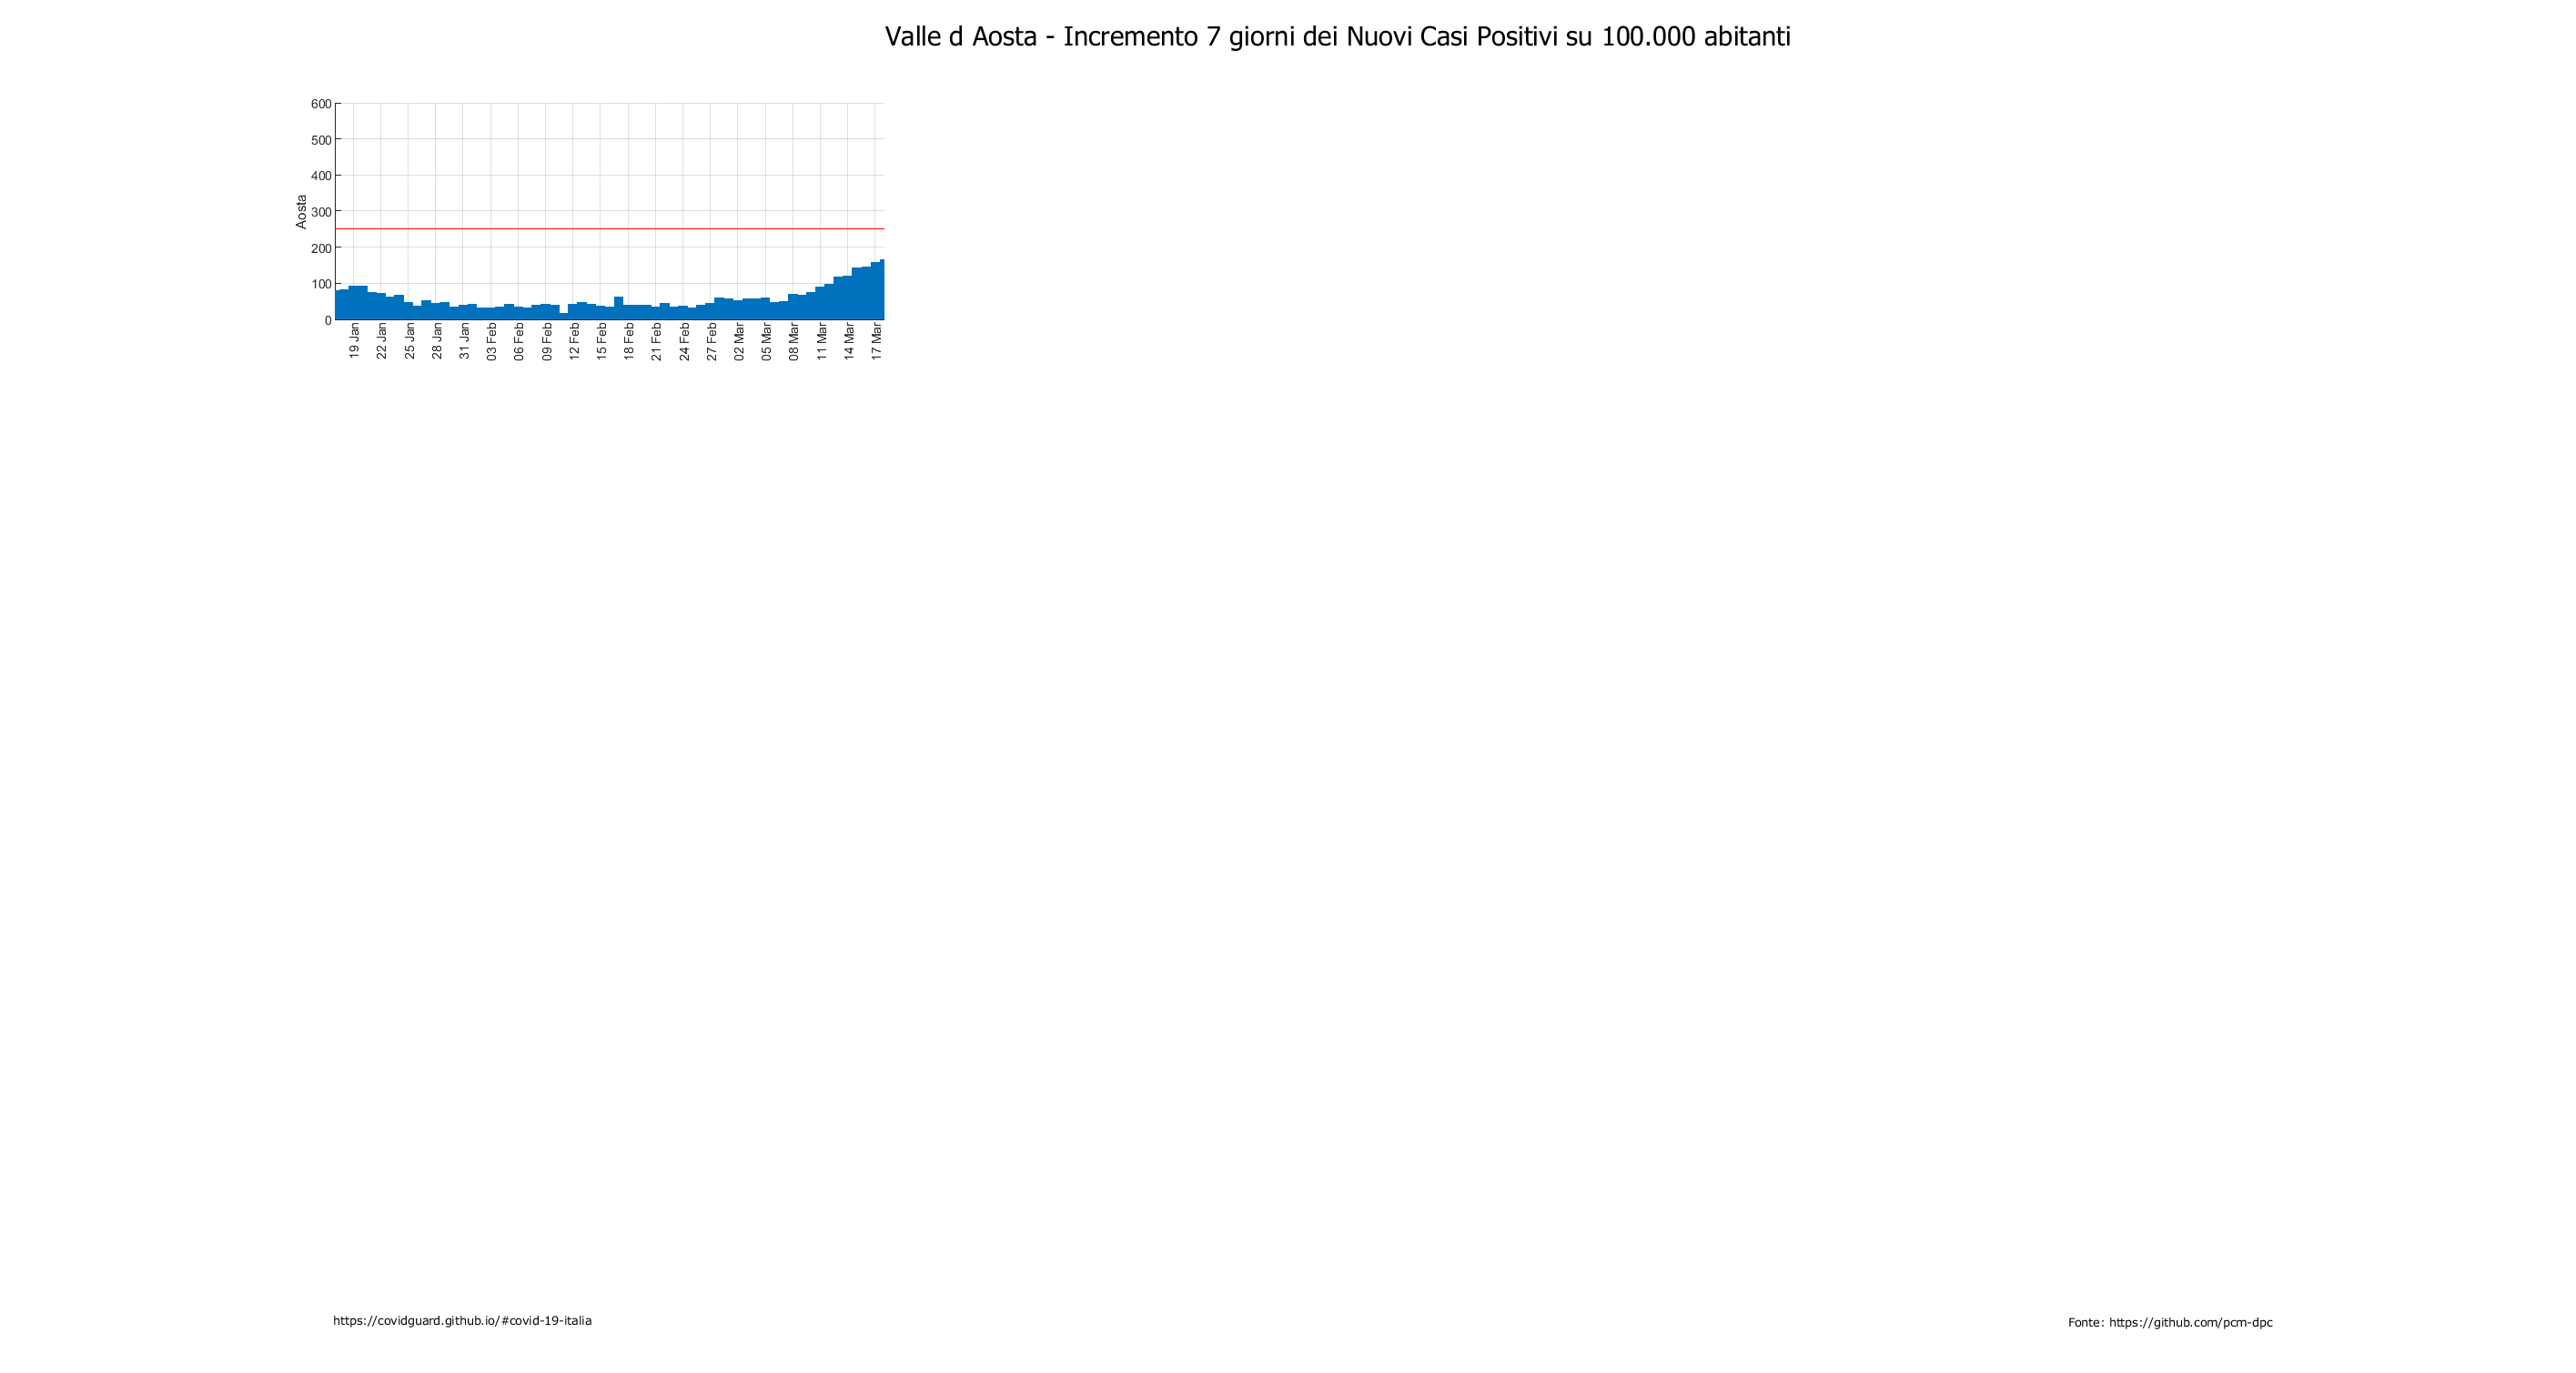 Valle d Aosta - Incremento 7 giorni dei Nuovi Casi Positivi su 100.000 abitanti
600
500
400
300
200
100
0
Aosta
19 Jan
22 Jan
25 Jan
28 Jan
31 Jan
03 Feb
06 Feb
09 Feb
12 Feb
15 Feb
18 Feb
21 Feb
24 Feb
27 Feb
02 Mar
05 Mar
08 Mar
11 Mar
14 Mar
17 Mar
https://covidguard.github.io/#covid-19-italia
Fonte: https://github.com/pcm-dpc